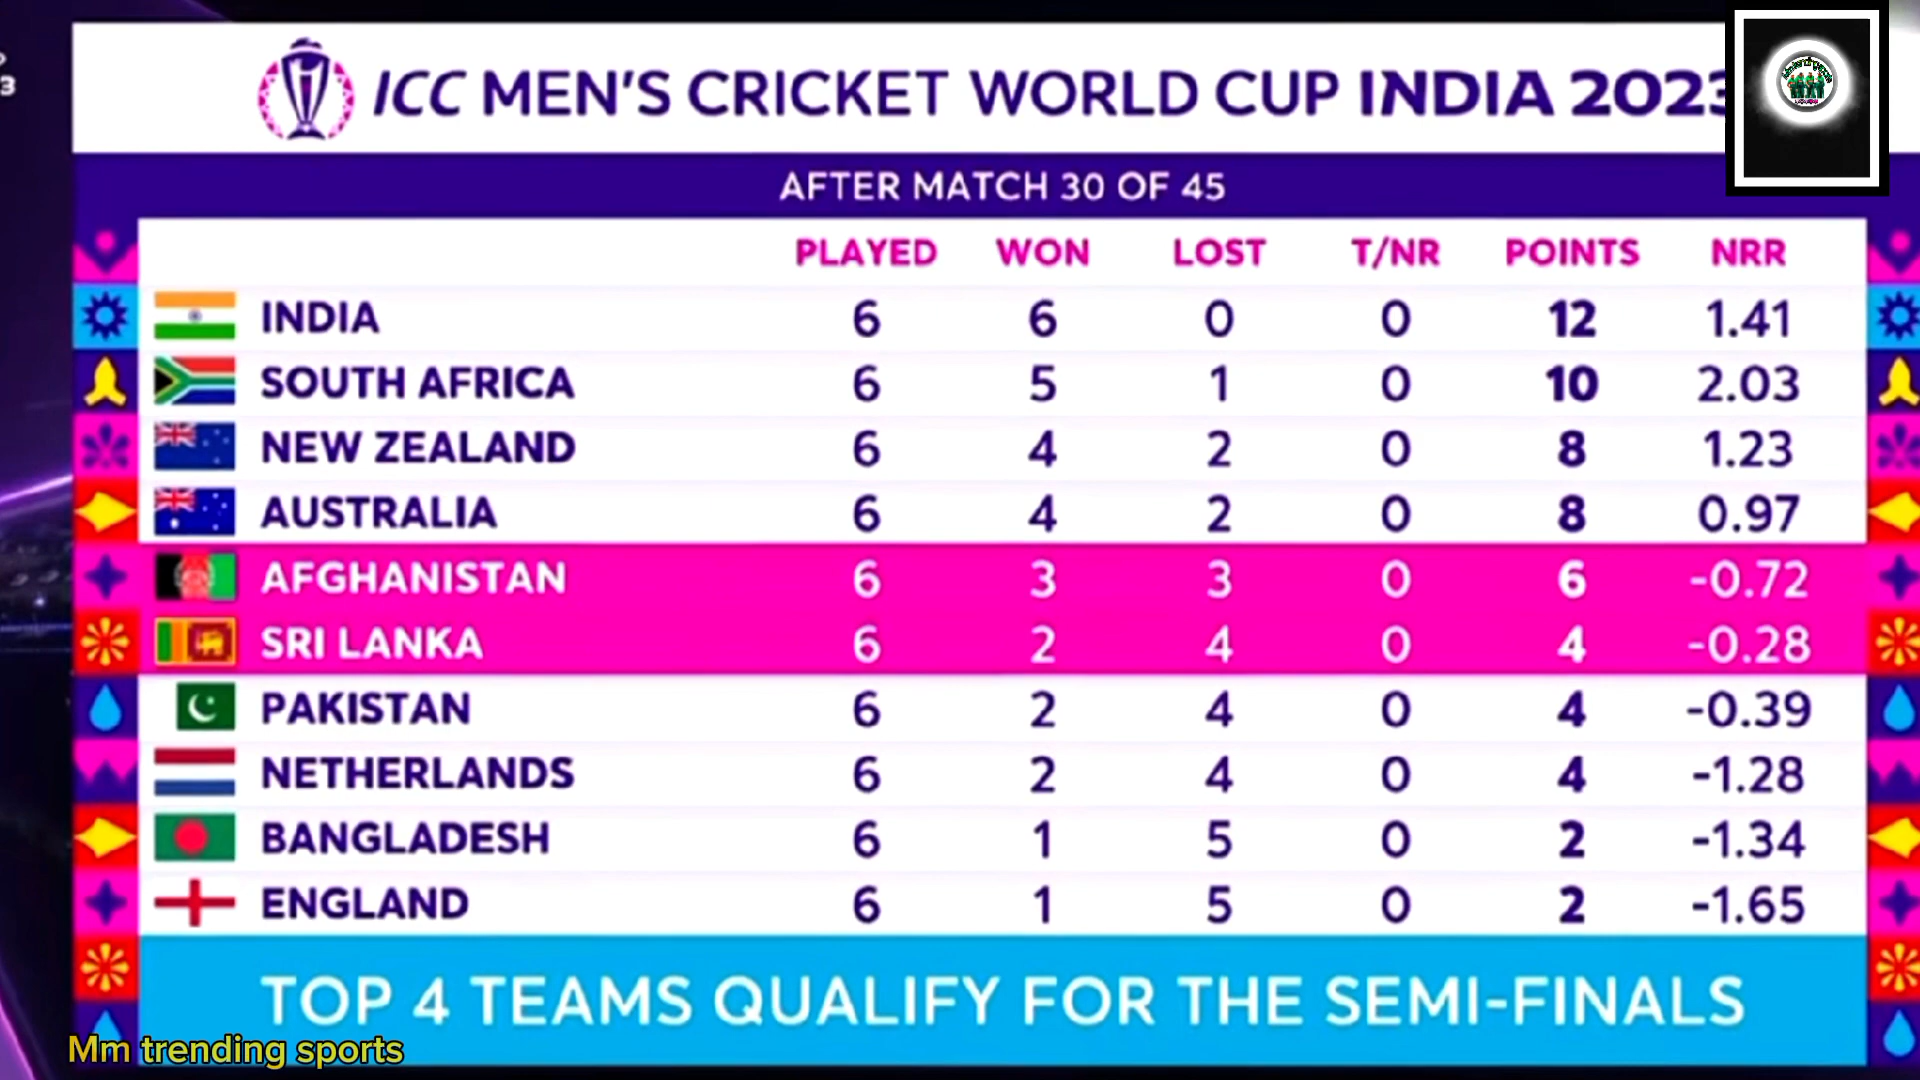 3
ICC MEN'S CRICKET WORLD CUP INDIA 2023
AFTER MATCH 30 OF 45
PLAYED WON LOST T/NR POINTS NRR
INDIA 6 6 0 0 12 1.41
SOUTH AFRICA 6 5 1 0 10 2.03
NEW ZEALAND 6 4 2 0 8 1.23
AUSTRALIA 6 4 2 0 8 0.97
AFGHANISTAN 6 3 3 0 6 -0.72
SRI LANKA 6 2 4 0 4 -0.28
PAKISTAN 6 2 4 0 4 -0.39
NETHERLANDS 6 2 4 0 4 -1.28
BANGLADESH 6 1 5 0 2 -1.34
ENGLAND 6 1 5 0 2 -1.65
TOP 4 TEAMS QUALIFY FOR THE SEMI-FINALS
Mm trending sports